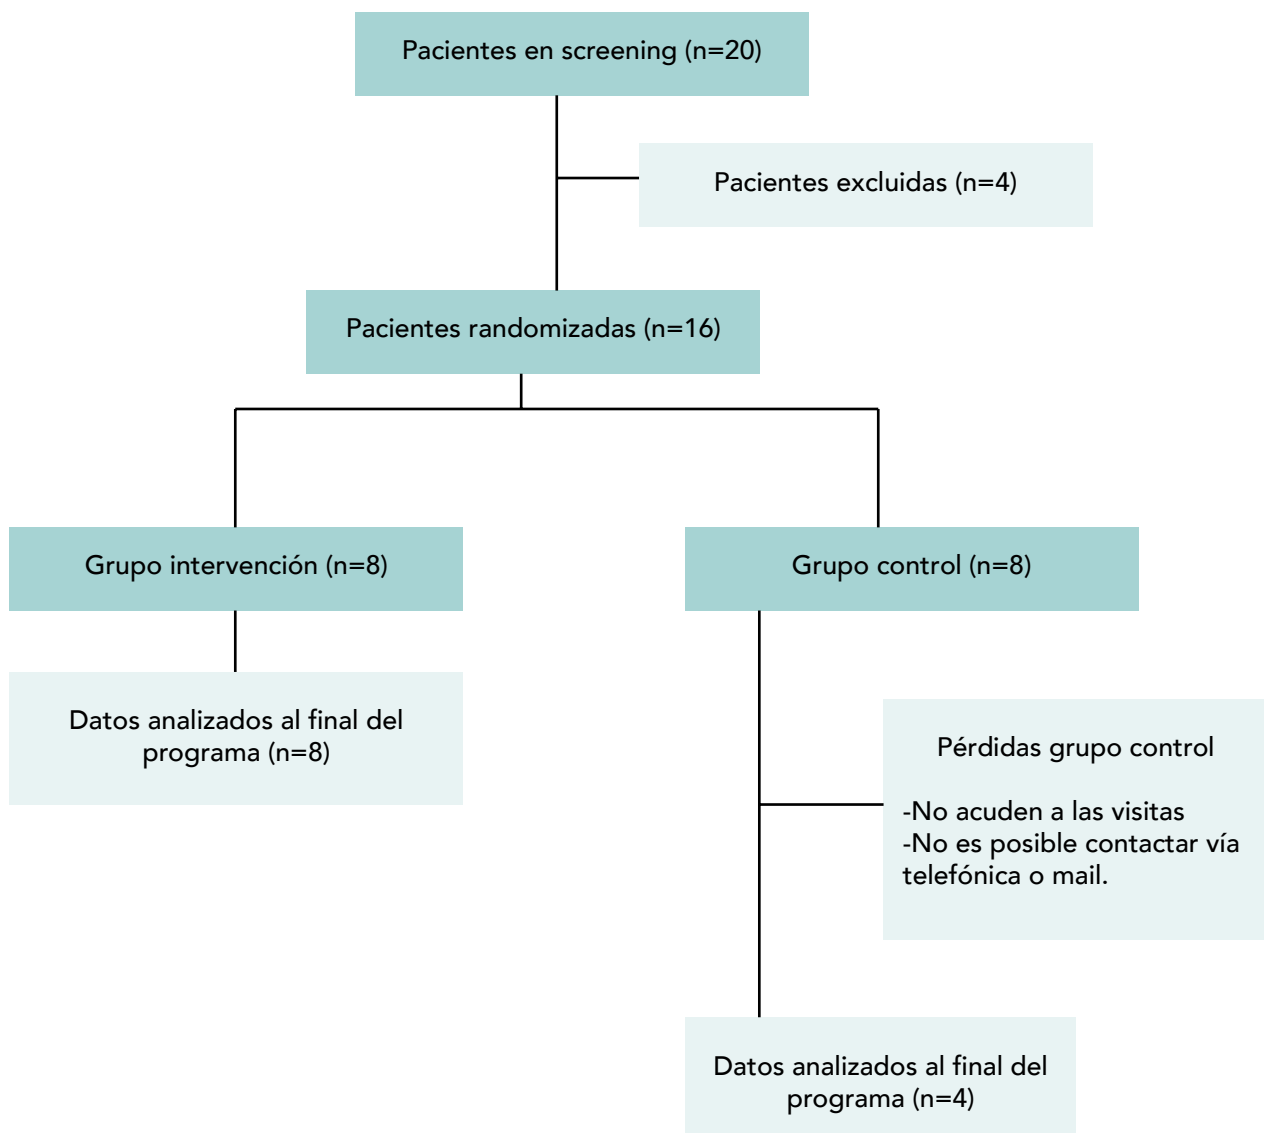 Pacientes en screening (n=20)
Pacientes excluidas (n=4)
Pacientes randomizadas (n=16)
Grupo intervención (n=8)
Grupo control (n=8)
Datos analizados al final del
programa (n=8)
Pérdidas grupo control
-No acuden a las visitas
-No es posible contactar vía
telefónica o mail.
Datos analizados al final del
programa (n=4)